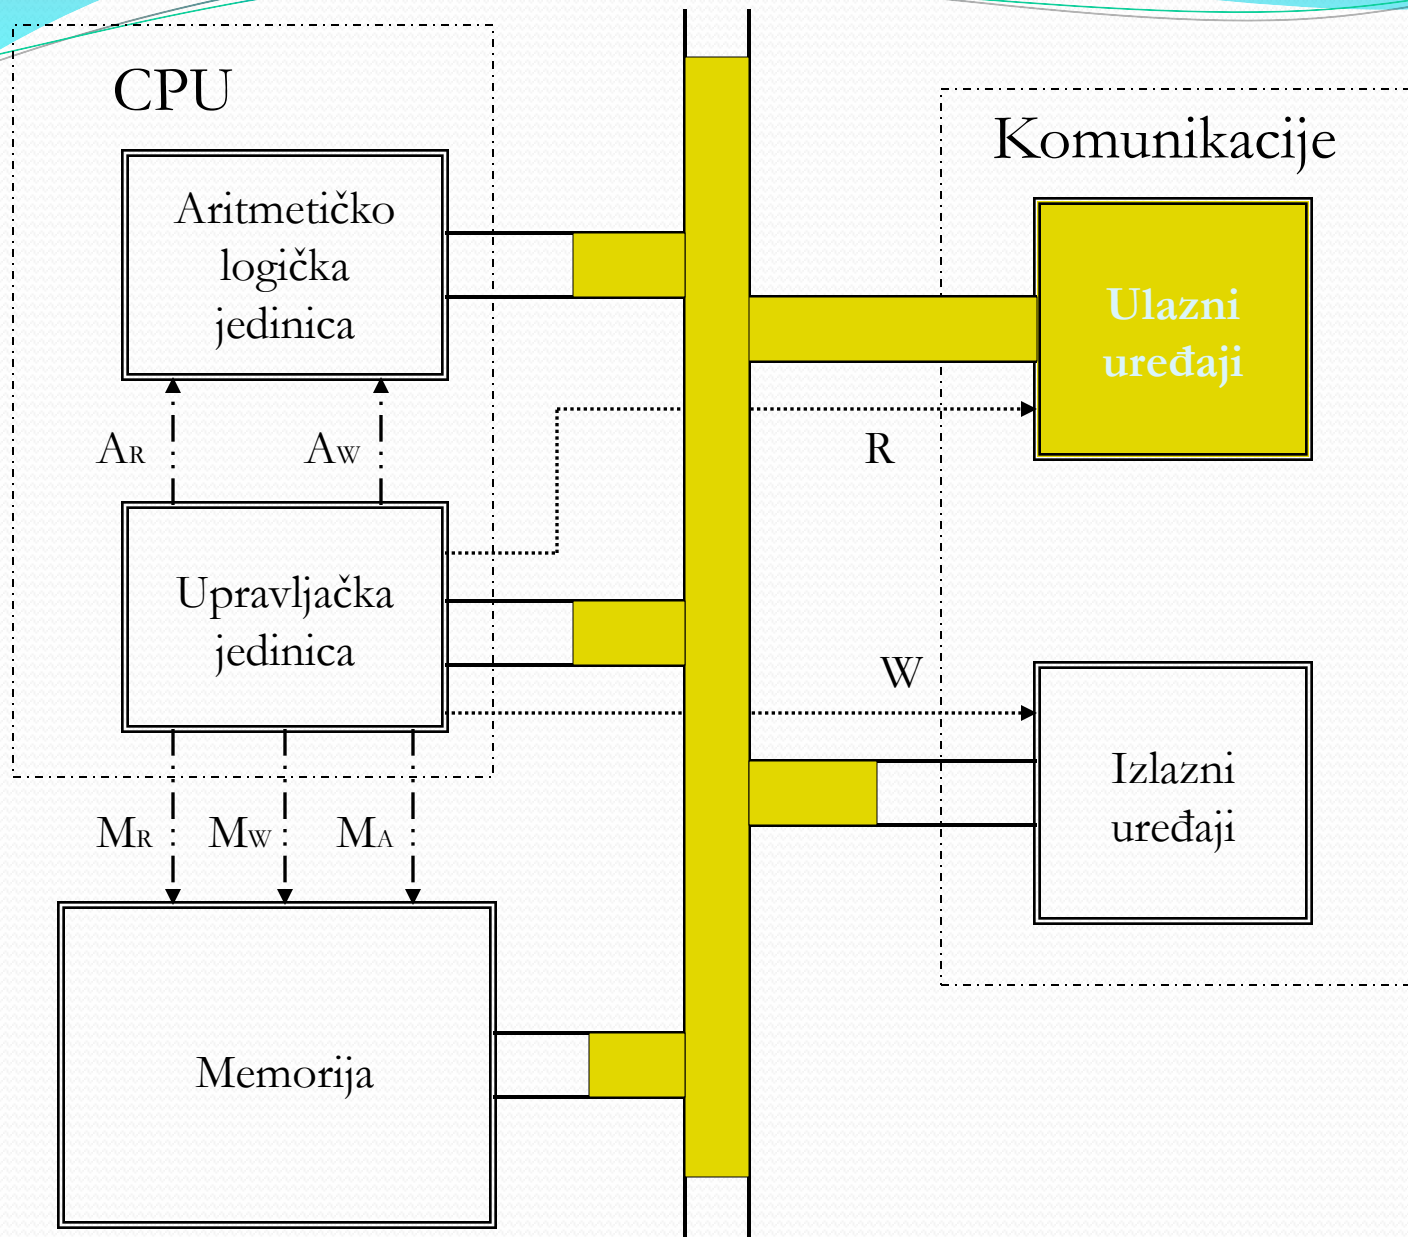 CPU
Aritmetičko
logička
jedinica
AR
AW
Upravljačka
jedinica
MR
MW
MA
Memorija
Komunikacije
Ulazni
uređaji
R
W
Izlazni
uređaji